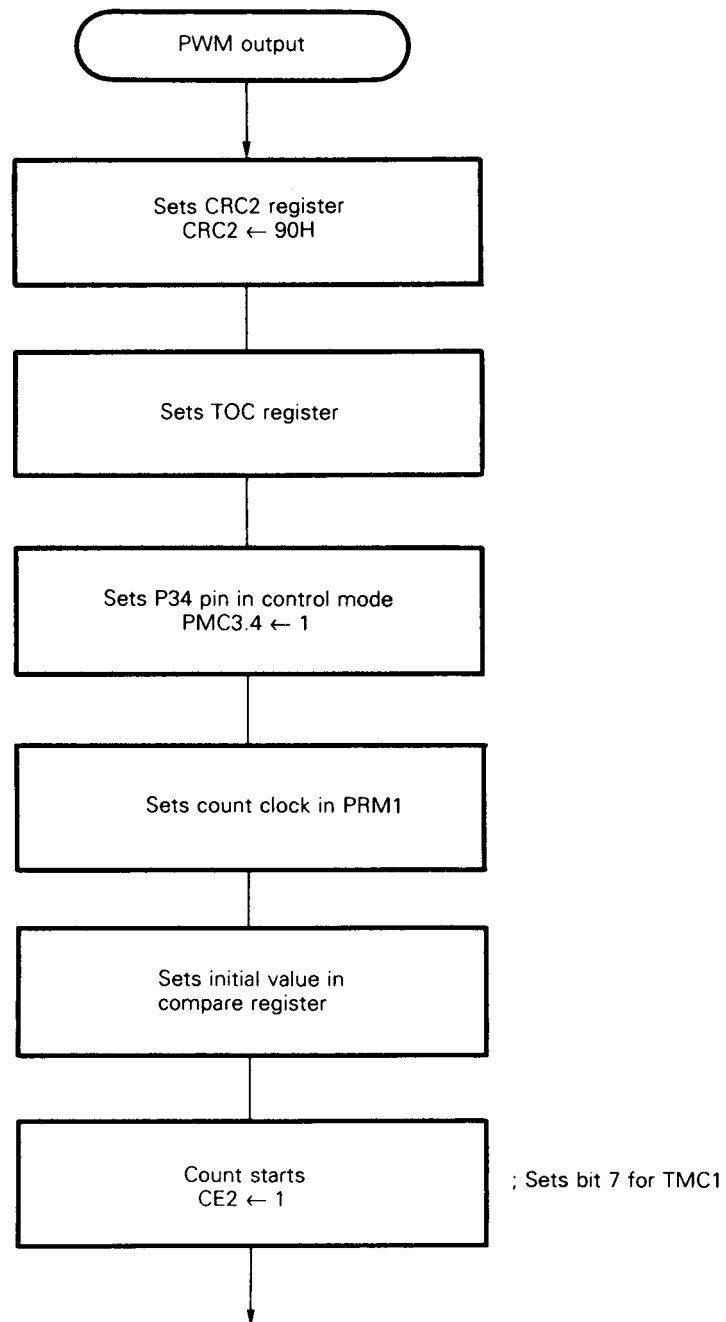 PWM output
Sets CRC2 register
CRC2 ← 90H
Sets TOC register
Sets P34 pin in control mode
PMC3.4 ← 1
Sets count clock in PRM1
Sets initial value in
compare register
Count starts
CE2 ← 1
; Sets bit 7 for TMC1